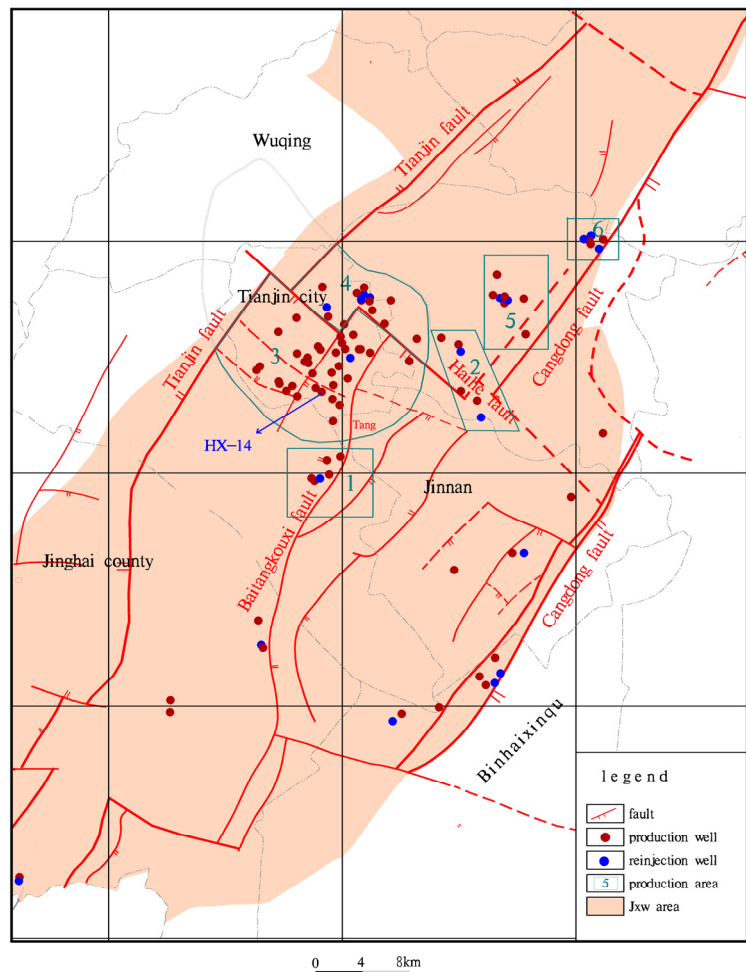 Wuqing
Tianjin fault
6
Tianjin city
4
5
Cangdong fault
Tianjin fault
3
2
Haihe fault
HX-14
Tang
1
Jinnan
Baitangkouxi fault
Jinghai county
Cangdong fault
Binhaixinqu
legend
fault
production well
reinjection well
5 production area
Jxw area
0 4 8km